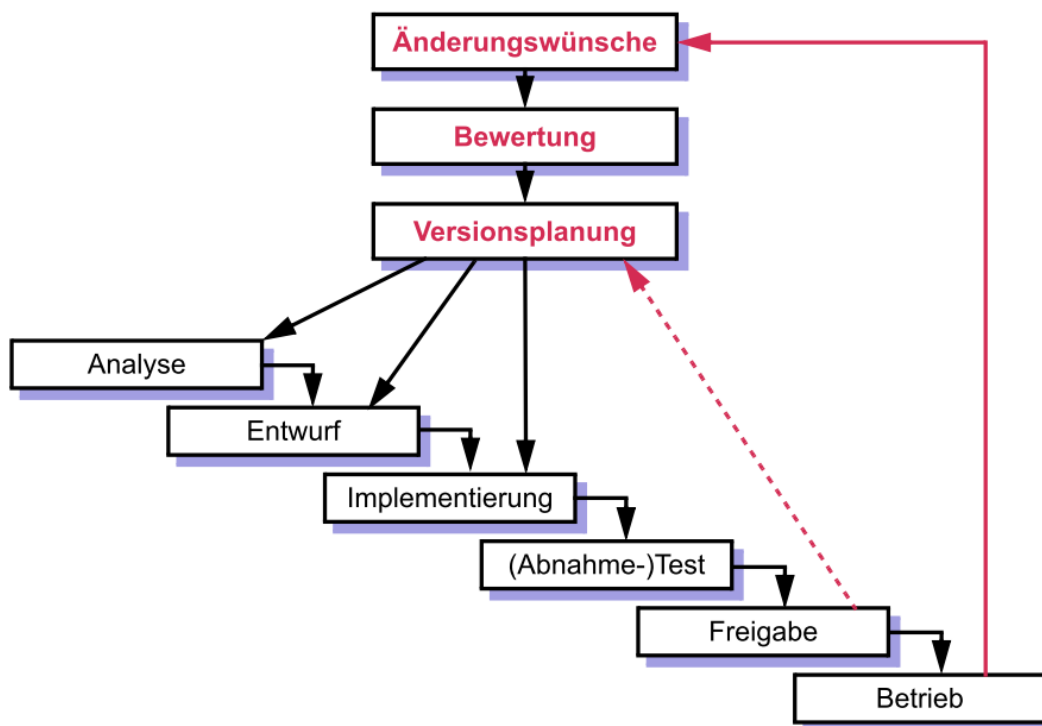 Änderungswünsche
Bewertung
Versionsplanung
Analyse
Entwurf
Implementierung
(Abnahme-)Test
Freigabe
Betrieb